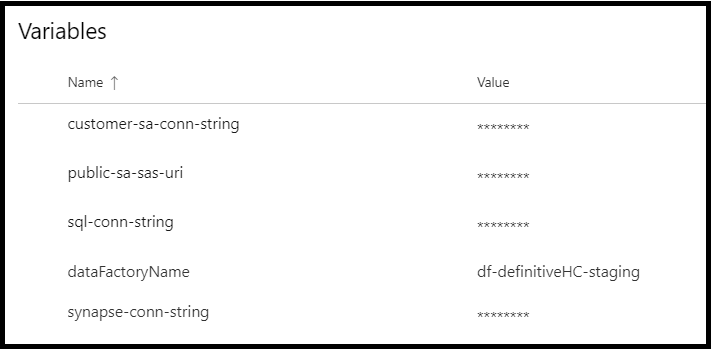 Variables
Name ↑ Value
customer-sa-conn-string ********
public-sa-sas-uri ********
sql-conn-string ********
dataFactoryName df-definitiveHC-staging
synapse-conn-string ********